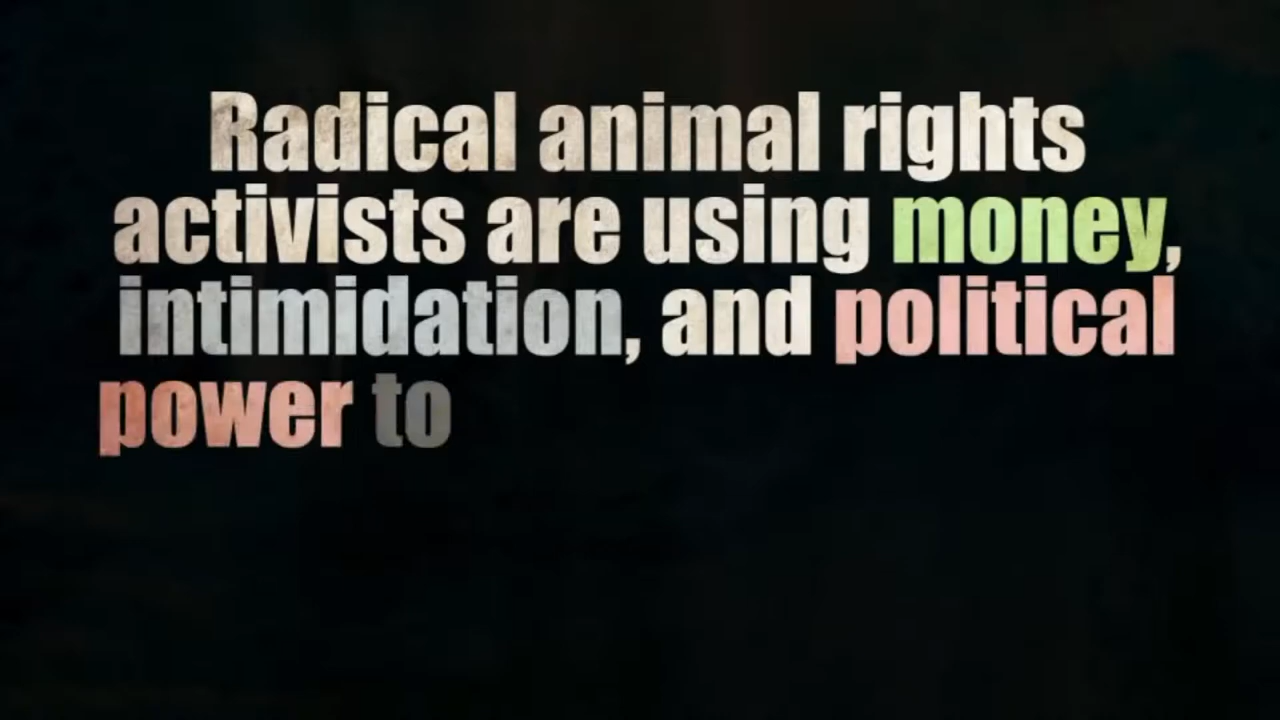 Radical animal rights
activists are using money,
intimidation, and political
power to